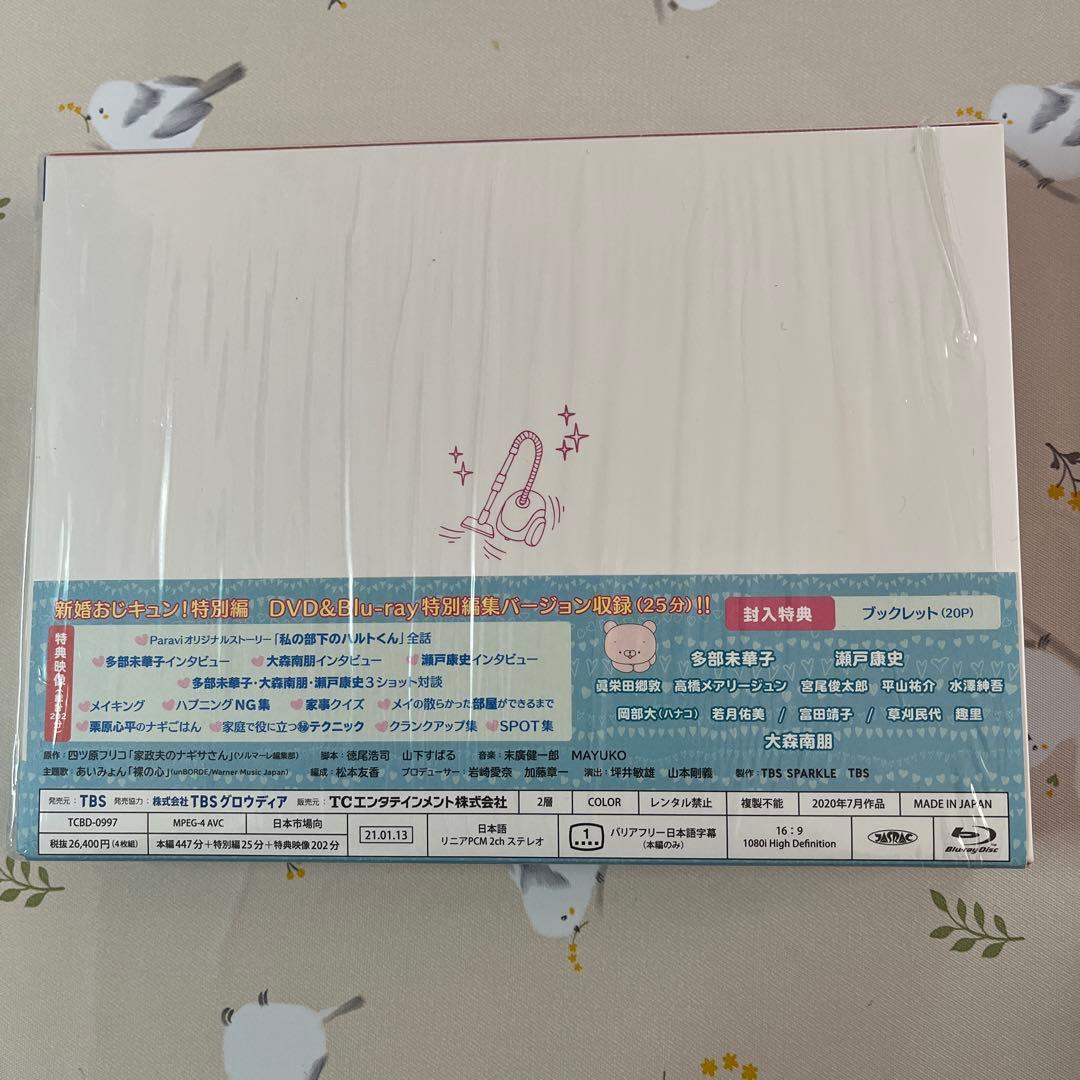 新婚おじキュン!特別編 DVD&Blu-ray特別編集バージョン収録(25分)!!
特典映像
Paraviオリジナルストーリー「私の部下のハルトくん」全話
多部未華子インタビュー 大森南朋インタビュー 瀬戸康史インタビュー
多部未華子・大森南朋・瀬戸康史3ショット対談
メイキング ハプニングNG集 家事クイズ メイの散らかった部屋ができるまで
栗原心平のナギごはん 家庭で役に立つ㊙テクニック クランクアップ集 SPOT集
封入特典 ブックレット(20P)
多部未華子 瀬戸康史
眞栄田郷敦 高橋メアリージュン 宮尾俊太郎 平山祐介 水澤紳吾
岡部大(ハナコ) 若月佑美 / 富田靖子 / 草刈民代 趣里
大森南朋
原作:四ツ原フリコ「家政夫のナギサさん」(ソルマーレ編集部) 脚本:徳尾浩司 山下すばる 音楽:末廣健一郎 MAYUKO
主題歌:あいみょん「裸の心」(unBORDE/Warner Music Japan) 編成:松本友香 プロデューサー:岩崎愛奈 加藤章一 演出:坪井敏雄 山本剛義 製作:TBS SPARKLE TBS
発売元:TBS 発売協力:株式会社TBSグロウディア 販売元:TCエンタテインメント株式会社 2層 COLOR レンタル禁止 複製不能 2020年7月作品 MADE IN JAPAN
TCBD-0997 MPEG-4 AVC 日本市場向
税抜26,400円(4枚組) 本編447分+特別編25分+特典映像202分
21.01.13
日本語
リニアPCM 2ch ステレオ
1 バリアフリー日本語字幕
(本編のみ)
16:9
1080i High Definition
JASRAC
Blu-ray Disc